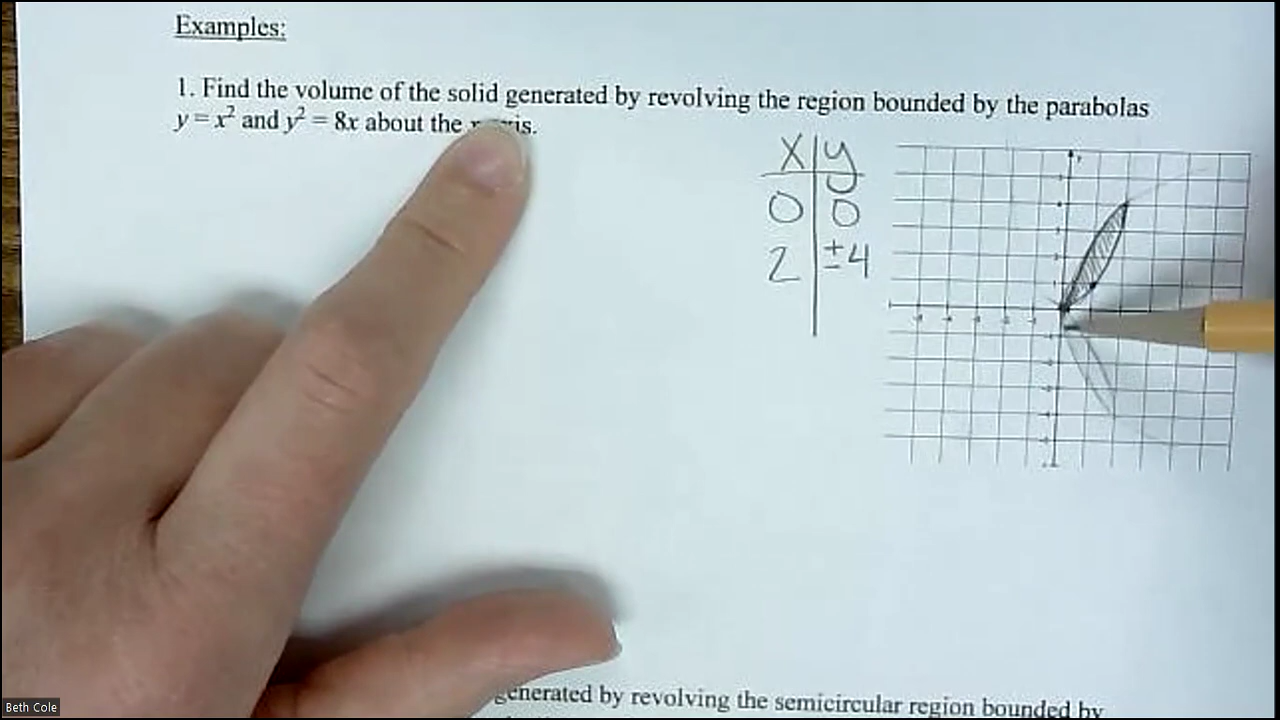 Examples:
1. Find the volume of the solid generated by revolving the region bounded by the parabolas
y = x² and y² = 8x about the
X y
0 0
2 ±4
generated by revolving the semicircular region bounded by
Beth Cole